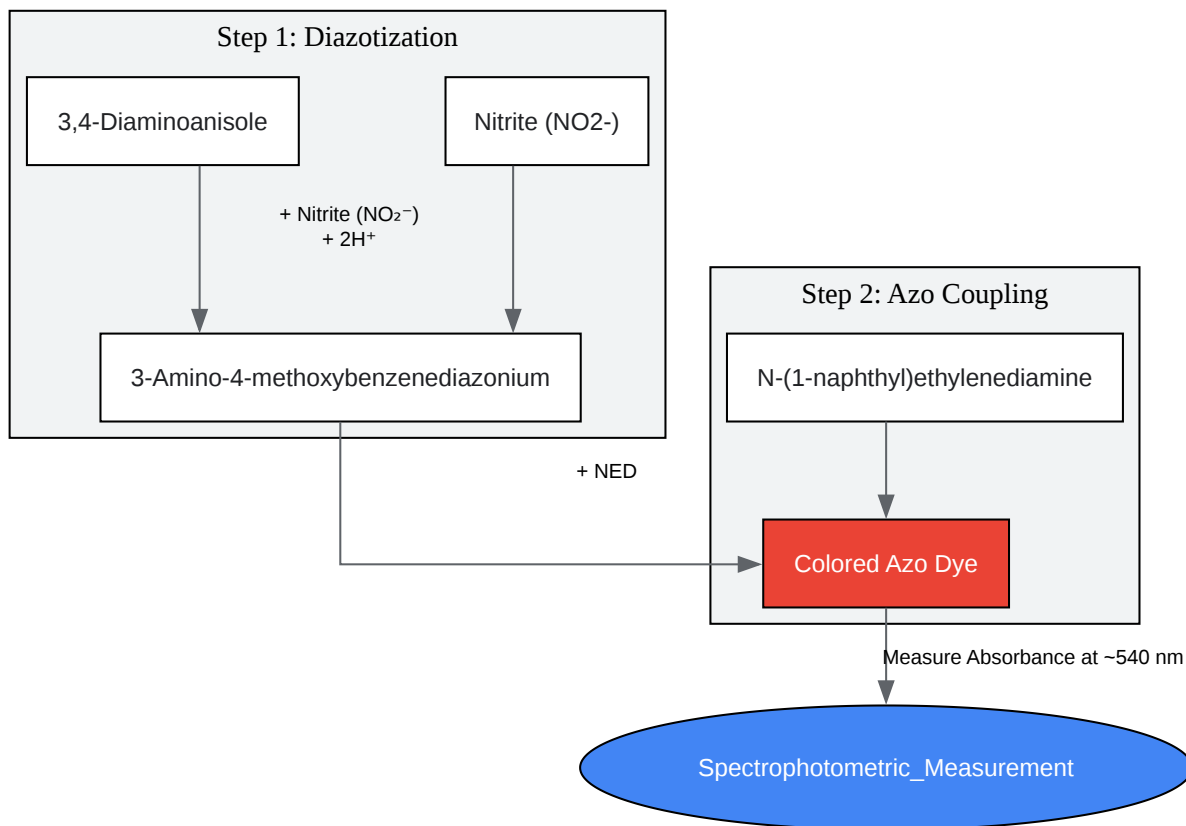 Step 1: Diazotization
3,4-Diaminoanisole
Nitrite (NO2-)
+ Nitrite (NO₂⁻)
+ 2H⁺
3-Amino-4-methoxybenzenediazonium
Step 2: Azo Coupling
N-(1-naphthyl)ethylenediamine
+ NED
Colored Azo Dye
Measure Absorbance at ~540 nm
Spectrophotometric_Measurement